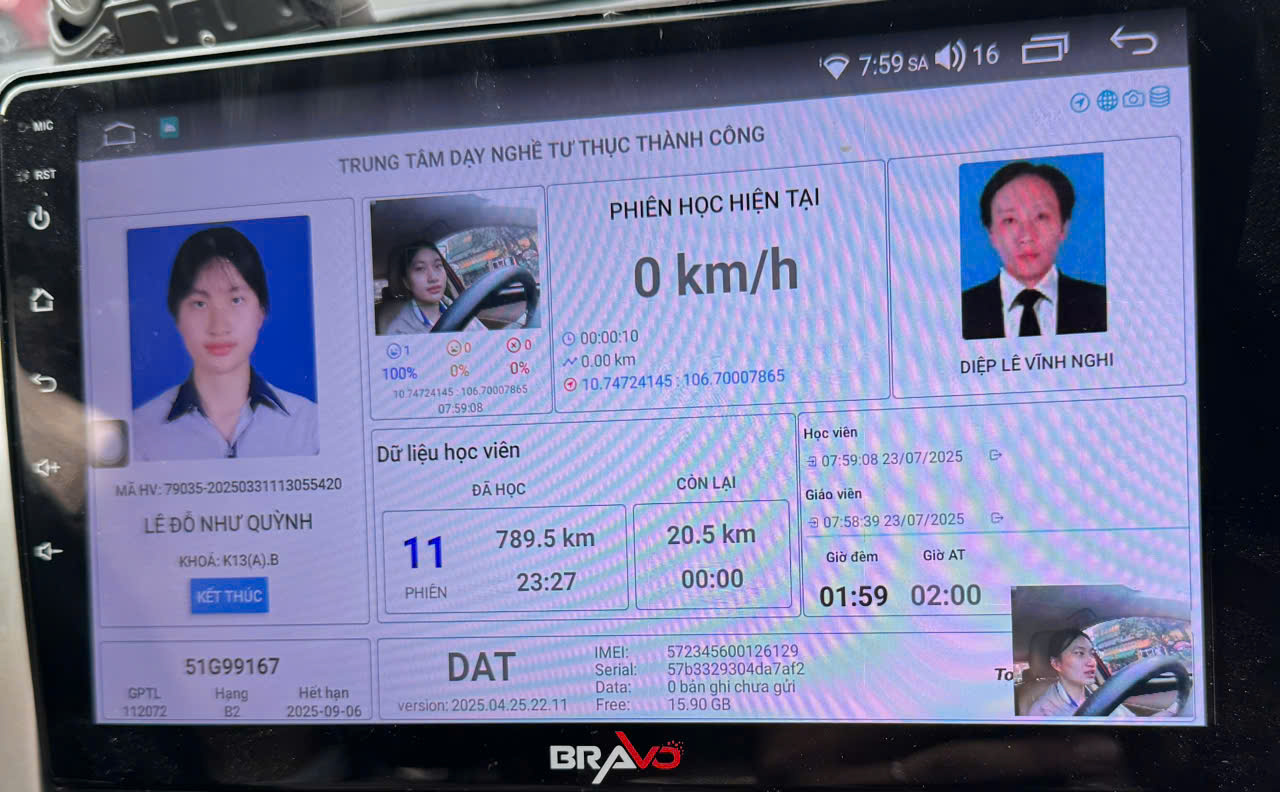 7:59 SA 16
MIC
RST
TRUNG TÂM DẠY NGHỀ TƯ THỤC THÀNH CÔNG
MÃ HV: 79035-20250331113055420
LÊ ĐỖ NHƯ QUỲNH
KHOÁ: K13(A).B
KẾT THÚC
1 0 0
100% 0% 0%
10.74724145 : 106.70007865
07:59:08
PHIÊN HỌC HIỆN TẠI
0 km/h
00:00:10
0.00 km
10.74724145 : 106.70007865
DIỆP LÊ VĨNH NGHI
Dữ liệu học viên
ĐÃ HỌC
11
PHIÊN
789.5 km
23:27
CÒN LẠI
20.5 km
00:00
Học viên
07:59:08 23/07/2025
Giáo viên
07:58:39 23/07/2025
Giờ đêm Giờ AT
01:59 02:00
51G99167
GPTL Hạng Hết hạn
112072 B2 2025-09-06
DAT
version: 2025.04.25.22.11
IMEI: 572345600126129
Serial: 57b3329304da7af2
Data: 0 bản ghi chưa gửi
Free: 15.90 GB
BRAVO